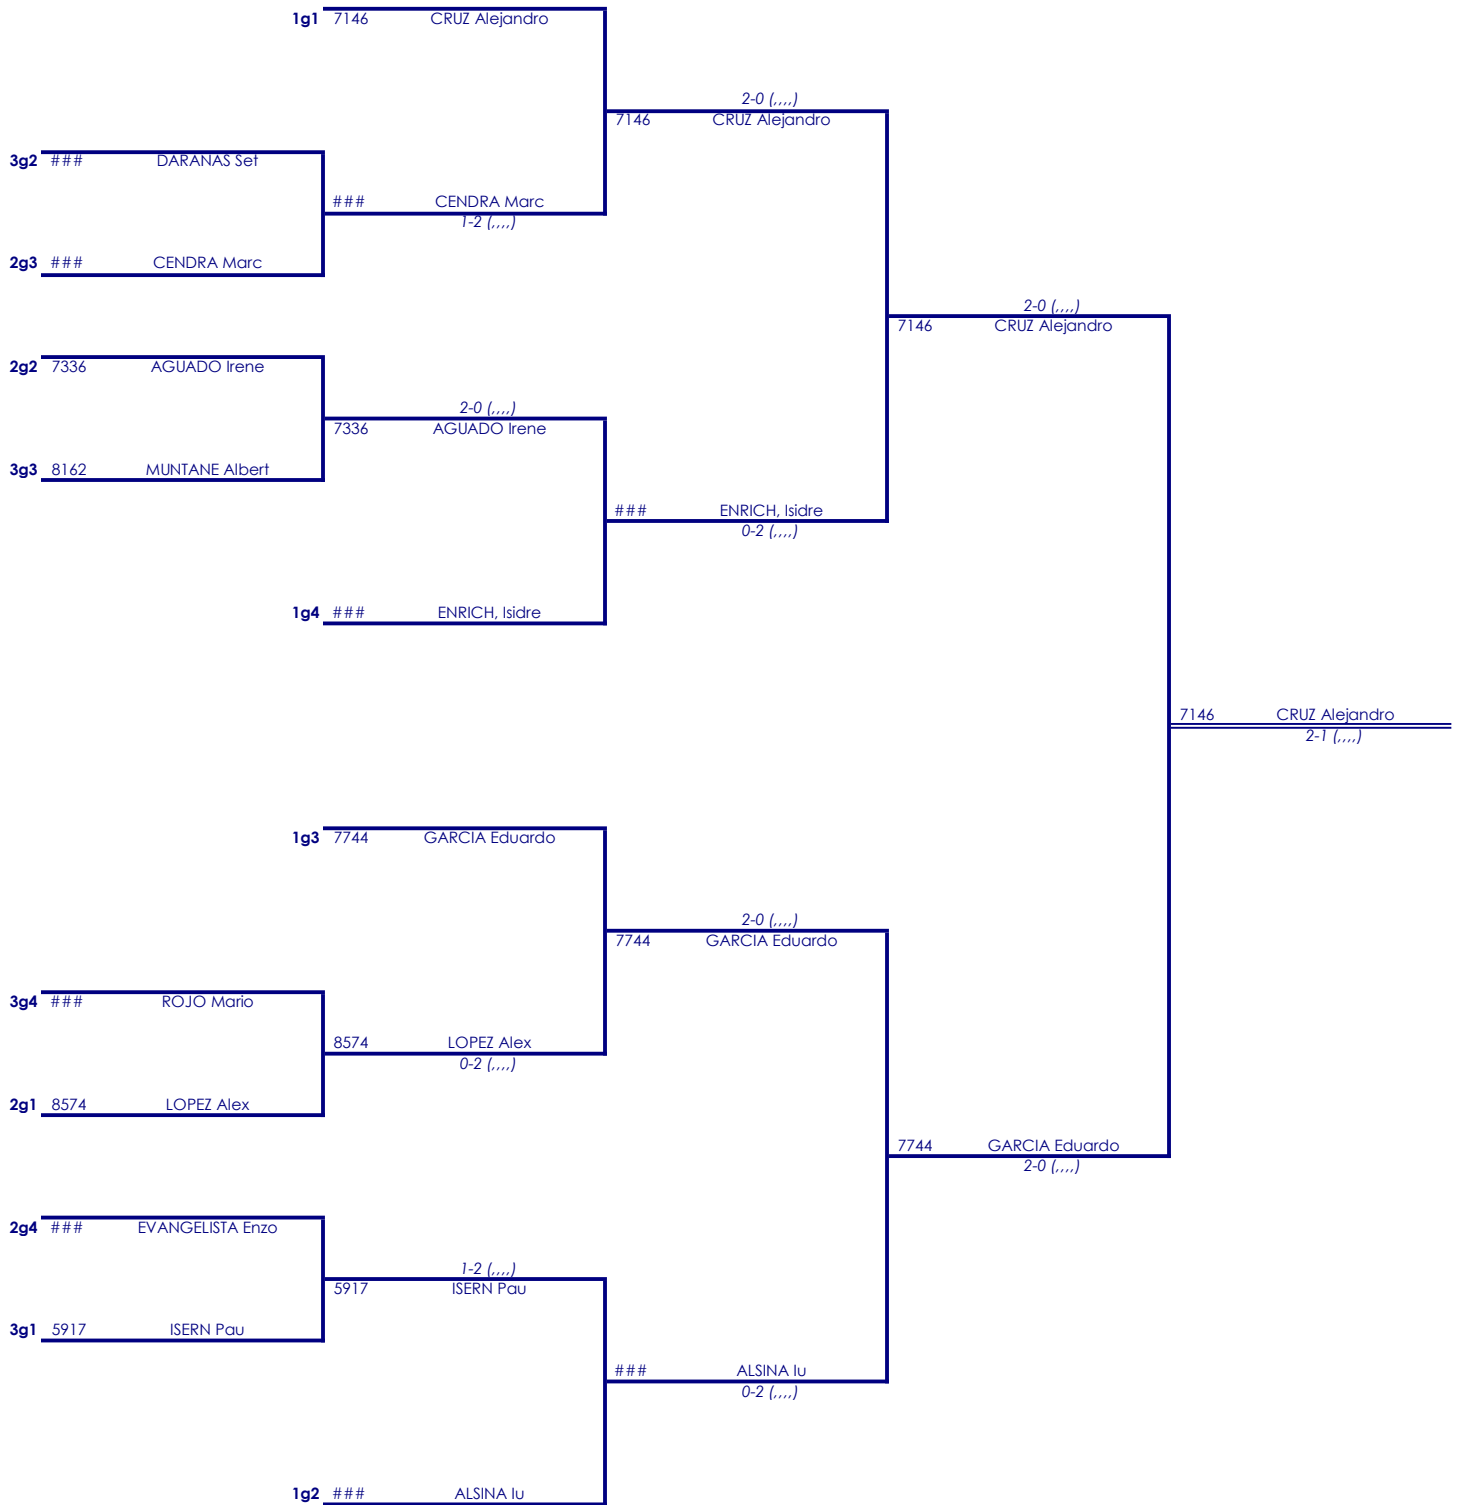 1g1 7146 CRUZ Alejandro
2-0 (,,,,)
7146 CRUZ Alejandro
3g2 ### DARANAS Set
### CENDRA Marc
1-2 (,,,,)
2g3 ### CENDRA Marc
2-0 (,,,,)
7146 CRUZ Alejandro
2g2 7336 AGUADO Irene
2-0 (,,,,)
7336 AGUADO Irene
3g3 8162 MUNTANE Albert
### ENRICH, Isidre
0-2 (,,,,)
1g4 ### ENRICH, Isidre
7146 CRUZ Alejandro
2-1 (,,,,)
1g3 7744 GARCIA Eduardo
2-0 (,,,,)
7744 GARCIA Eduardo
3g4 ### ROJO Mario
8574 LOPEZ Alex
0-2 (,,,,)
2g1 8574 LOPEZ Alex
7744 GARCIA Eduardo
2-0 (,,,,)
2g4 ### EVANGELISTA Enzo
1-2 (,,,,)
5917 ISERN Pau
3g1 5917 ISERN Pau
### ALSINA Iu
0-2 (,,,,)
1g2 ### ALSINA Iu